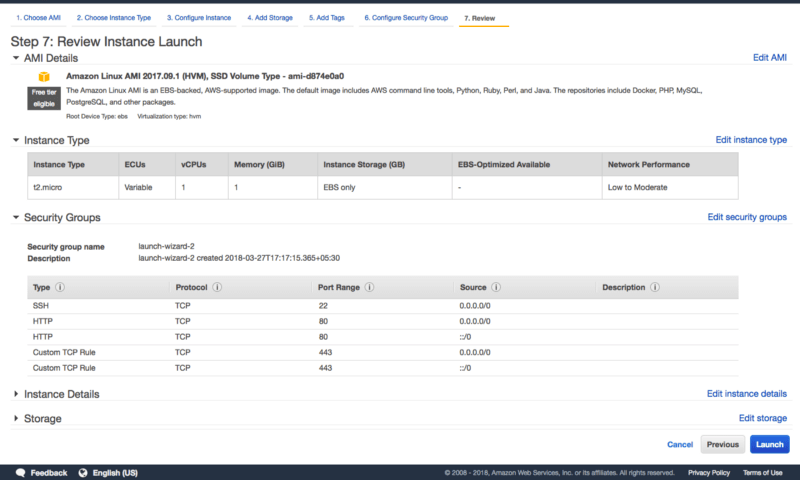 1. Choose AMI 2. Choose Instance Type 3. Configure Instance 4. Add Storage 5. Add Tags 6. Configure Security Group 7. Review
Step 7: Review Instance Launch
AMI Details Edit AMI
Amazon Linux AMI 2017.09.1 (HVM), SSD Volume Type - ami-d874e0a0
Free tier eligible
The Amazon Linux AMI is an EBS-backed, AWS-supported image. The default image includes AWS command line tools, Python, Ruby, Perl, and Java. The repositories include Docker, PHP, MySQL,
PostgreSQL, and other packages.
Root Device Type: ebs Virtualization type: hvm
Instance Type Edit instance type
Instance Type ECUs vCPUs Memory (GiB) Instance Storage (GB) EBS-Optimized Available Network Performance
t2.micro Variable 1 1 EBS only - Low to Moderate
Security Groups Edit security groups
Security group name launch-wizard-2
Description launch-wizard-2 created 2018-03-27T17:17:15.365+05:30
Type Protocol Port Range Source Description
SSH TCP 22 0.0.0.0/0
HTTP TCP 80 0.0.0.0/0
HTTP TCP 80 ::/0
Custom TCP Rule TCP 443 0.0.0.0/0
Custom TCP Rule TCP 443 ::/0
Instance Details Edit instance details
Storage Edit storage
Cancel Previous Launch
Feedback English (US) © 2008 - 2018, Amazon Web Services, Inc. or its affiliates. All rights reserved. Privacy Policy Terms of Use